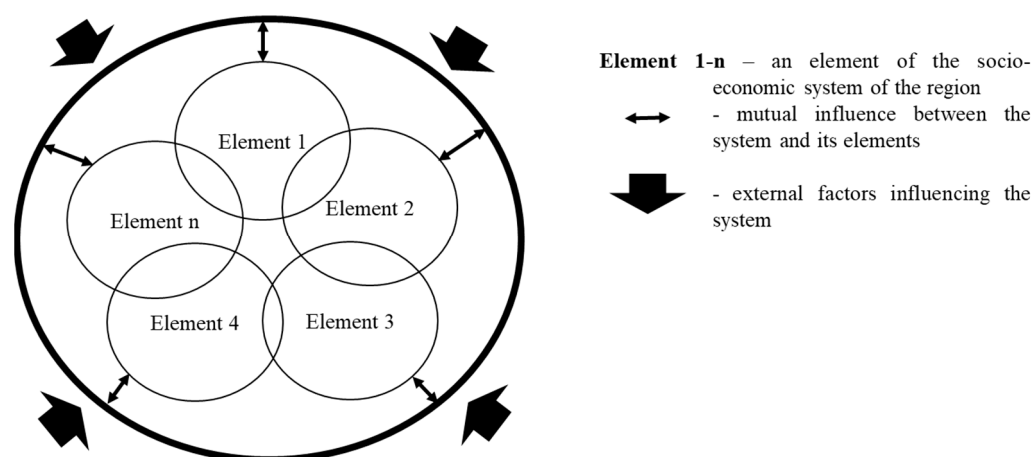 Element 1
Element 2
Element n
Element 4
Element 3
Element 1-n – an element of the socio-
economic system of the region
- mutual influence between the
system and its elements
- external factors influencing the
system